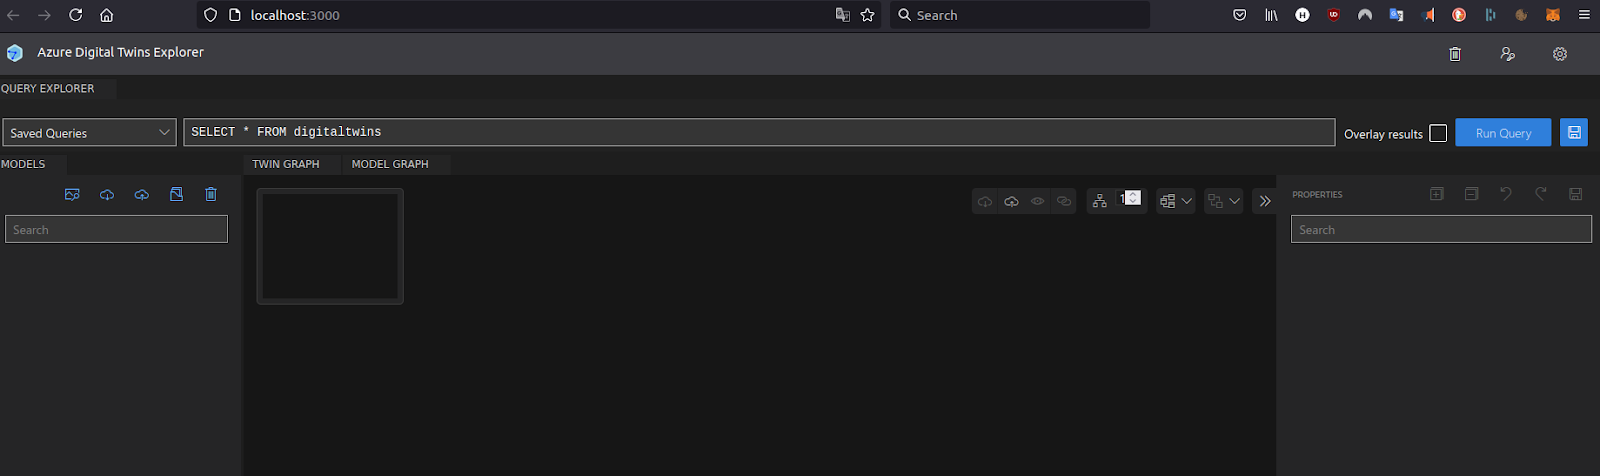 localhost:3000
Search
Azure Digital Twins Explorer
QUERY EXPLORER
Saved Queries
SELECT * FROM digitaltwins
Overlay results
Run Query
MODELS
TWIN GRAPH
MODEL GRAPH
1
PROPERTIES
Search
Search